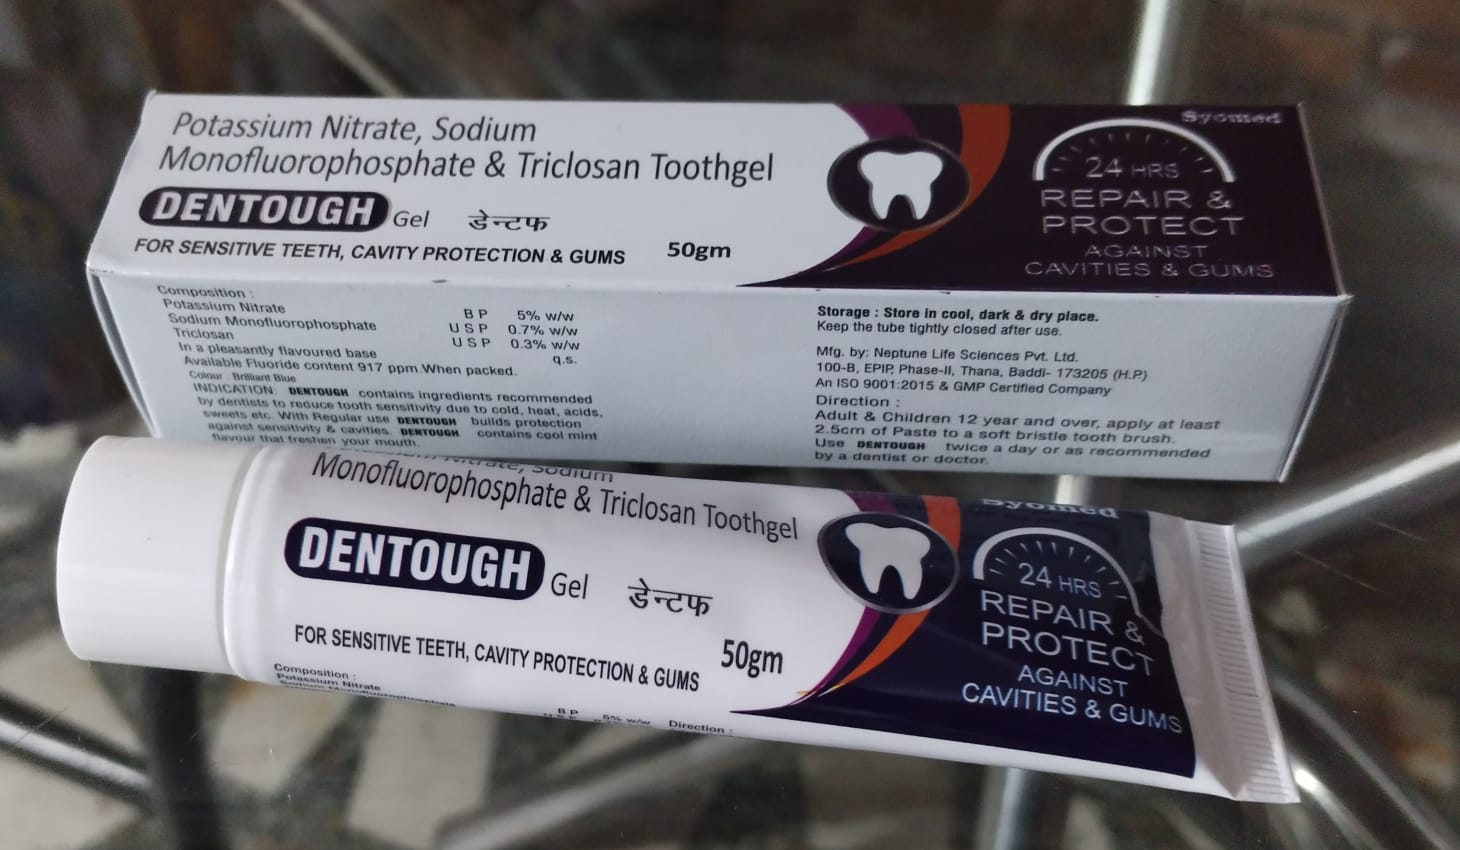 Syomed
Potassium Nitrate, Sodium
Monofluorophosphate & Triclosan Toothgel
DENTOUGH Gel डेन्टफ
FOR SENSITIVE TEETH, CAVITY PROTECTION & GUMS 50gm
24 HRS
REPAIR &
PROTECT
AGAINST
CAVITIES & GUMS
Composition :
Potassium Nitrate B P 5% w/w
Sodium Monofluorophosphate U S P 0.7% w/w
Triclosan U S P 0.3% w/w
In a pleasantly flavoured base q.s.
Available Fluoride content 917 ppm.When packed.
Colour : Brilliant Blue
INDICATION: DENTOUGH contains ingredients recommended
by dentists to reduce tooth sensitivity due to cold, heat, acids,
sweets etc. With Regular use DENTOUGH builds protection
against sensitivity & cavities. DENTOUGH contains cool mint
flavour that freshen your mouth.
Storage : Store in cool, dark & dry place.
Keep the tube tightly closed after use.
Mfg. by: Neptune Life Sciences Pvt. Ltd.
100-B, EPIP, Phase-II, Thana, Baddi- 173205 (H.P.)
An ISO 9001:2015 & GMP Certified Company
Direction :
Adult & Children 12 year and over, apply at least
2.5cm of Paste to a soft bristle tooth brush.
Use DENTOUGH twice a day or as recommended
by a dentist or doctor.
Nitrate, Sodium
Monofluorophosphate & Triclosan Toothgel
DENTOUGH Gel डेन्टफ
FOR SENSITIVE TEETH, CAVITY PROTECTION & GUMS 50gm
Syomed
24 HRS
REPAIR &
PROTECT
AGAINST
CAVITIES & GUMS
Composition :
Potassium Nitrate B P 5% w/w Direction :
Sodium Monofluorophosphate